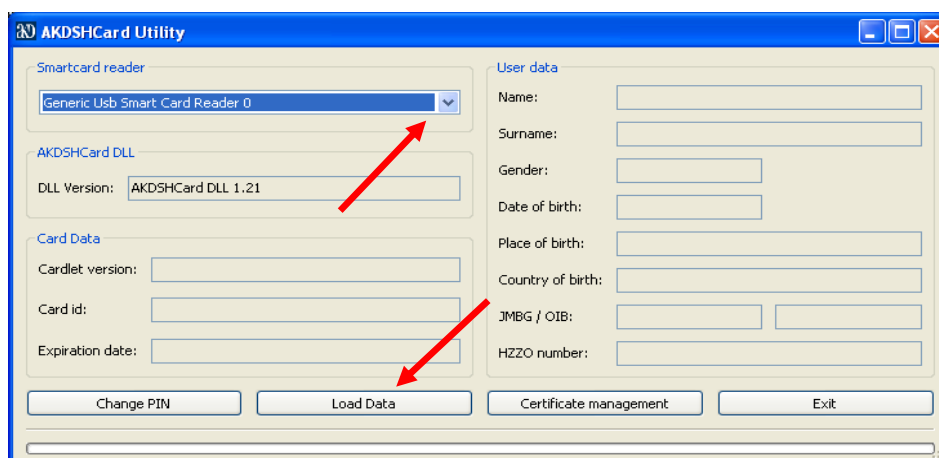 AKDSHCard Utility
Smartcard reader
Generic Usb Smart Card Reader 0
AKDSHCard DLL
DLL Version: AKDSHCard DLL 1.21
Card Data
Cardlet version:
Card id:
Expiration date:
User data
Name:
Surname:
Gender:
Date of birth:
Place of birth:
Country of birth:
JMBG / OIB:
HZZO number:
Change PIN Load Data Certificate management Exit